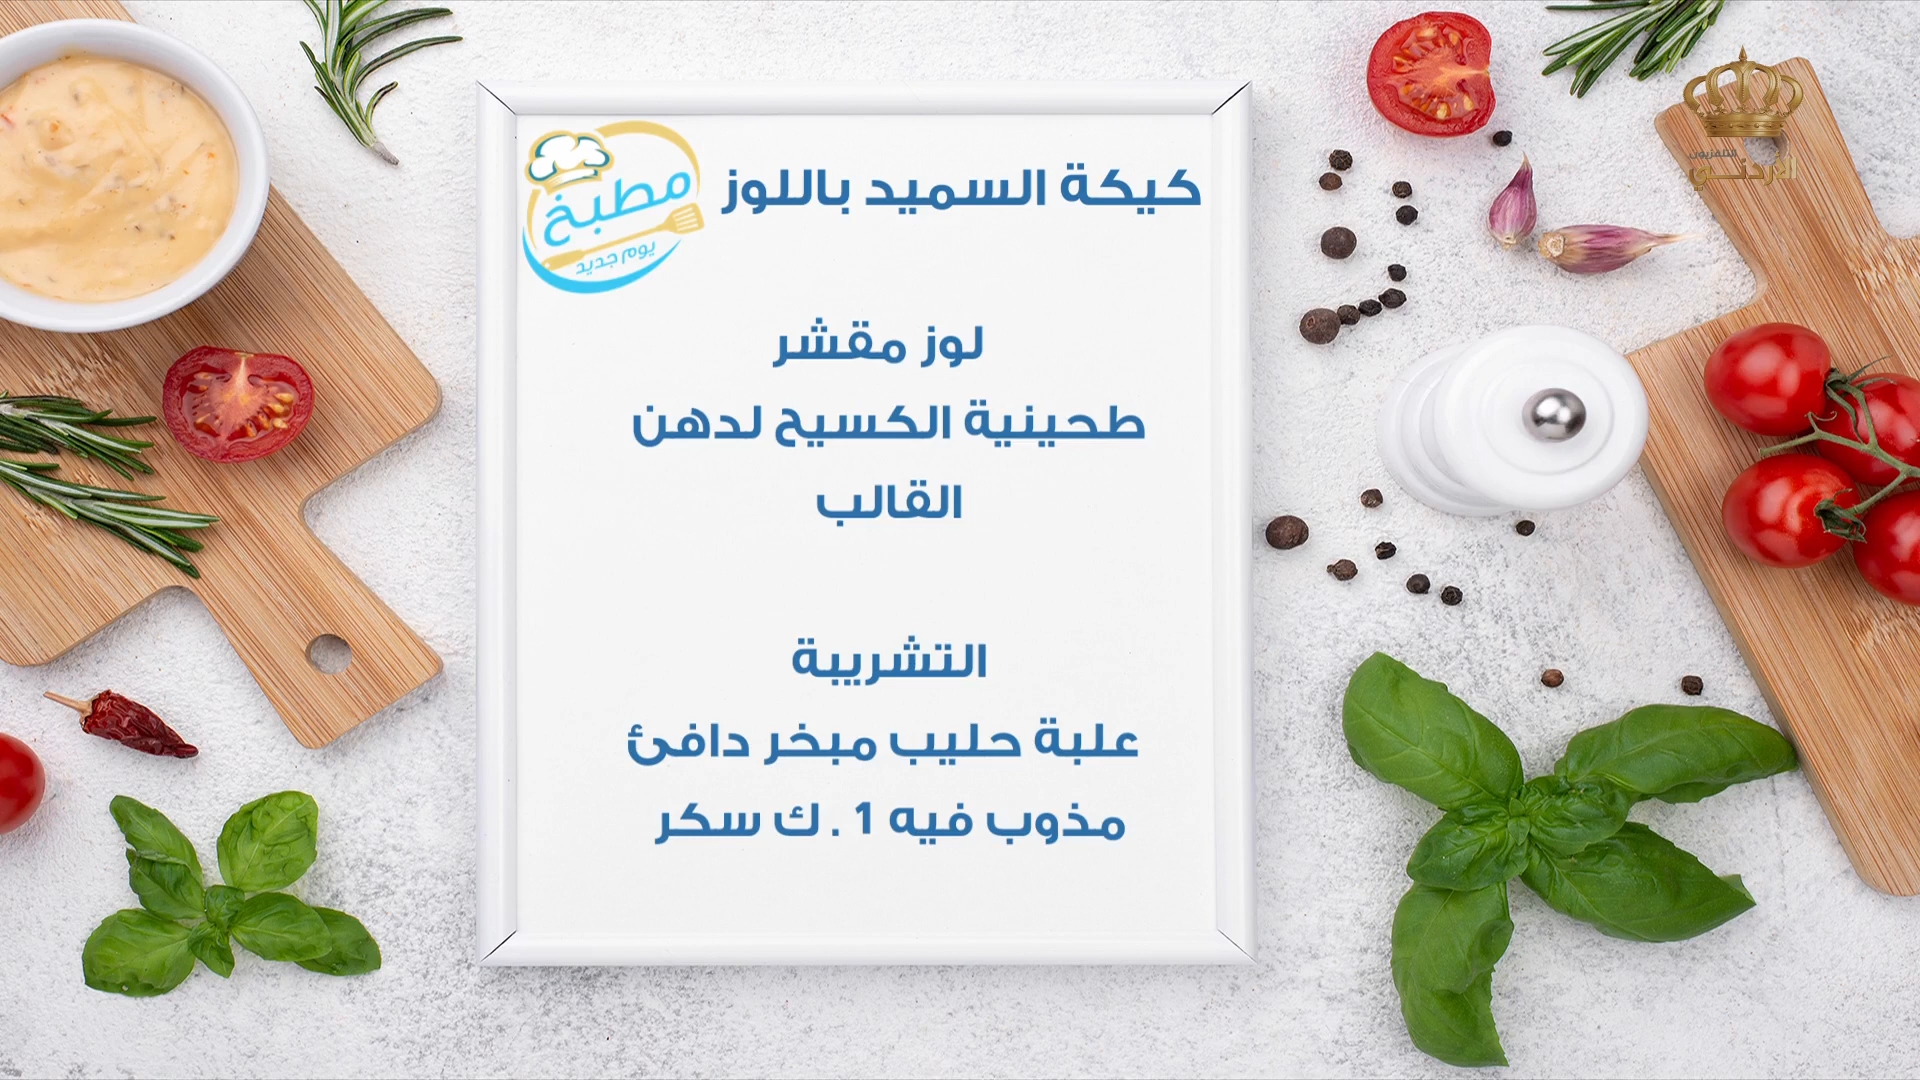 كيكة السميد باللوز
مطبخ
يوم جديد
لوز مقشر
طحينية الكسيح لدهن
القالب
التشريبة
علبة حليب مبخر دافئ
مذوب فيه 1 . ك سكر
التلفزيون
الأردني